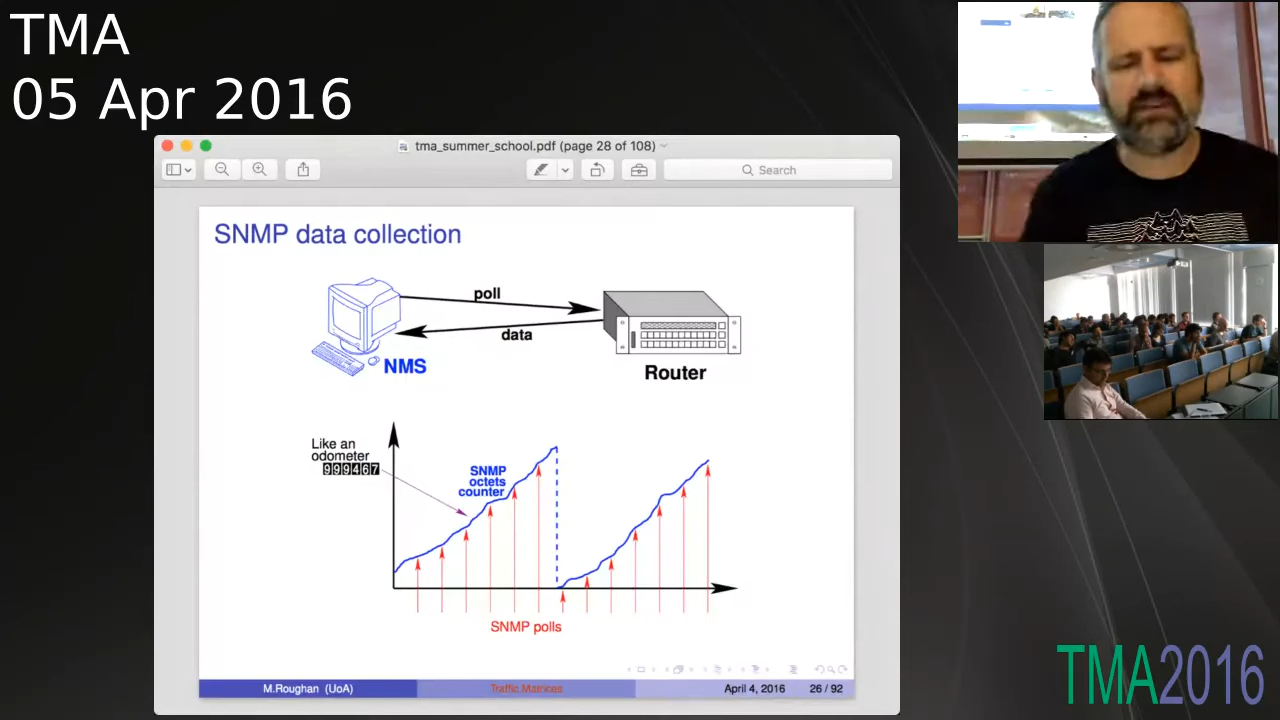 TMA
05 Apr 2016
tma_summer_school.pdf (page 28 of 108)
Search
SNMP data collection
poll
data
NMS
Router
Like an
odometer
999467
SNMP
octets
counter
SNMP polls
M.Roughan (UoA)
Traffic Matrices
April 4, 2016
26 / 92
TMA2016